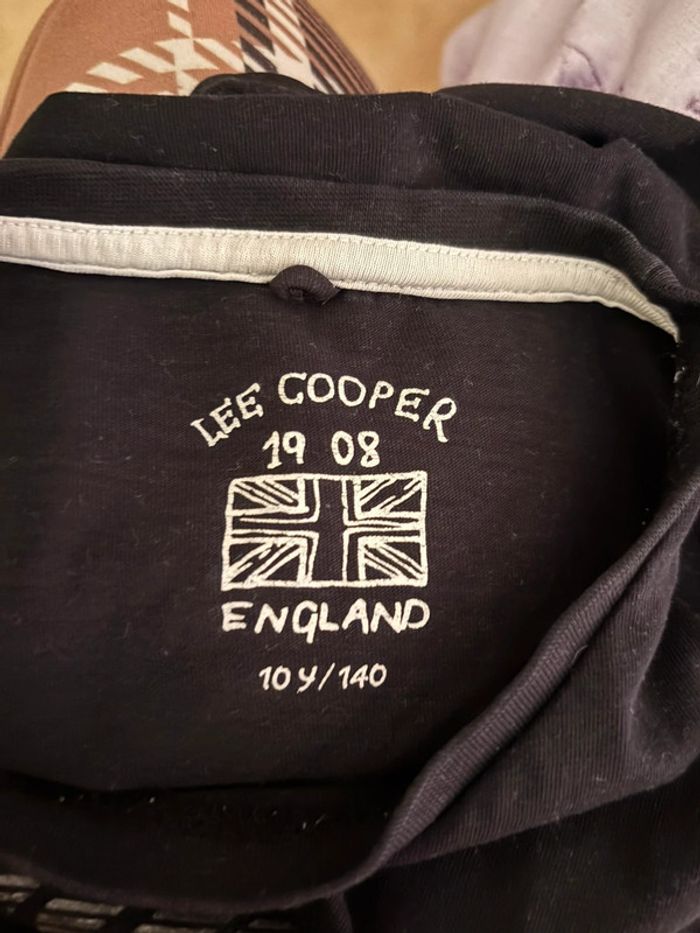 LEE COOPER
19 08
ENGLAND
10 Y/140